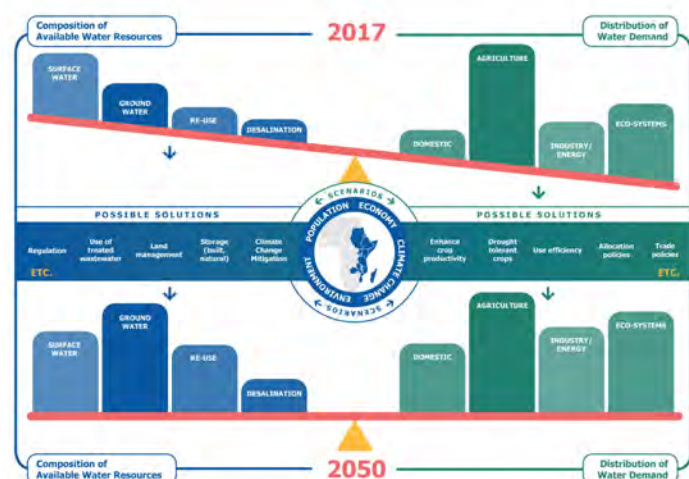 Composition of
Available Water Resources
2017
Distribution of
Water Demand
SURFACE
WATER
GROUND
WATER
RE-USE
DESALINATION
DOMESTIC
AGRICULTURE
INDUSTRY/
ENERGY
ECO-SYSTEMS
POSSIBLE SOLUTIONS
Regulation
Use of
treated
wastewater
Land
management
Storage
(built,
natural)
Climate
Change
Mitigation
ETC.
SCENARIOS
POPULATION ECONOMY CLIMATE CHANGE ENVIRONMENT
SCENARIOS
POSSIBLE SOLUTIONS
Enhance
crop
productivity
Drought
tolerant
crops
Use efficiency
Allocation
policies
Trade
policies
ETC.
SURFACE
WATER
GROUND
WATER
RE-USE
DESALINATION
DOMESTIC
AGRICULTURE
INDUSTRY/
ENERGY
ECO-SYSTEMS
Composition of
Available Water Resources
2050
Distribution of
Water Demand